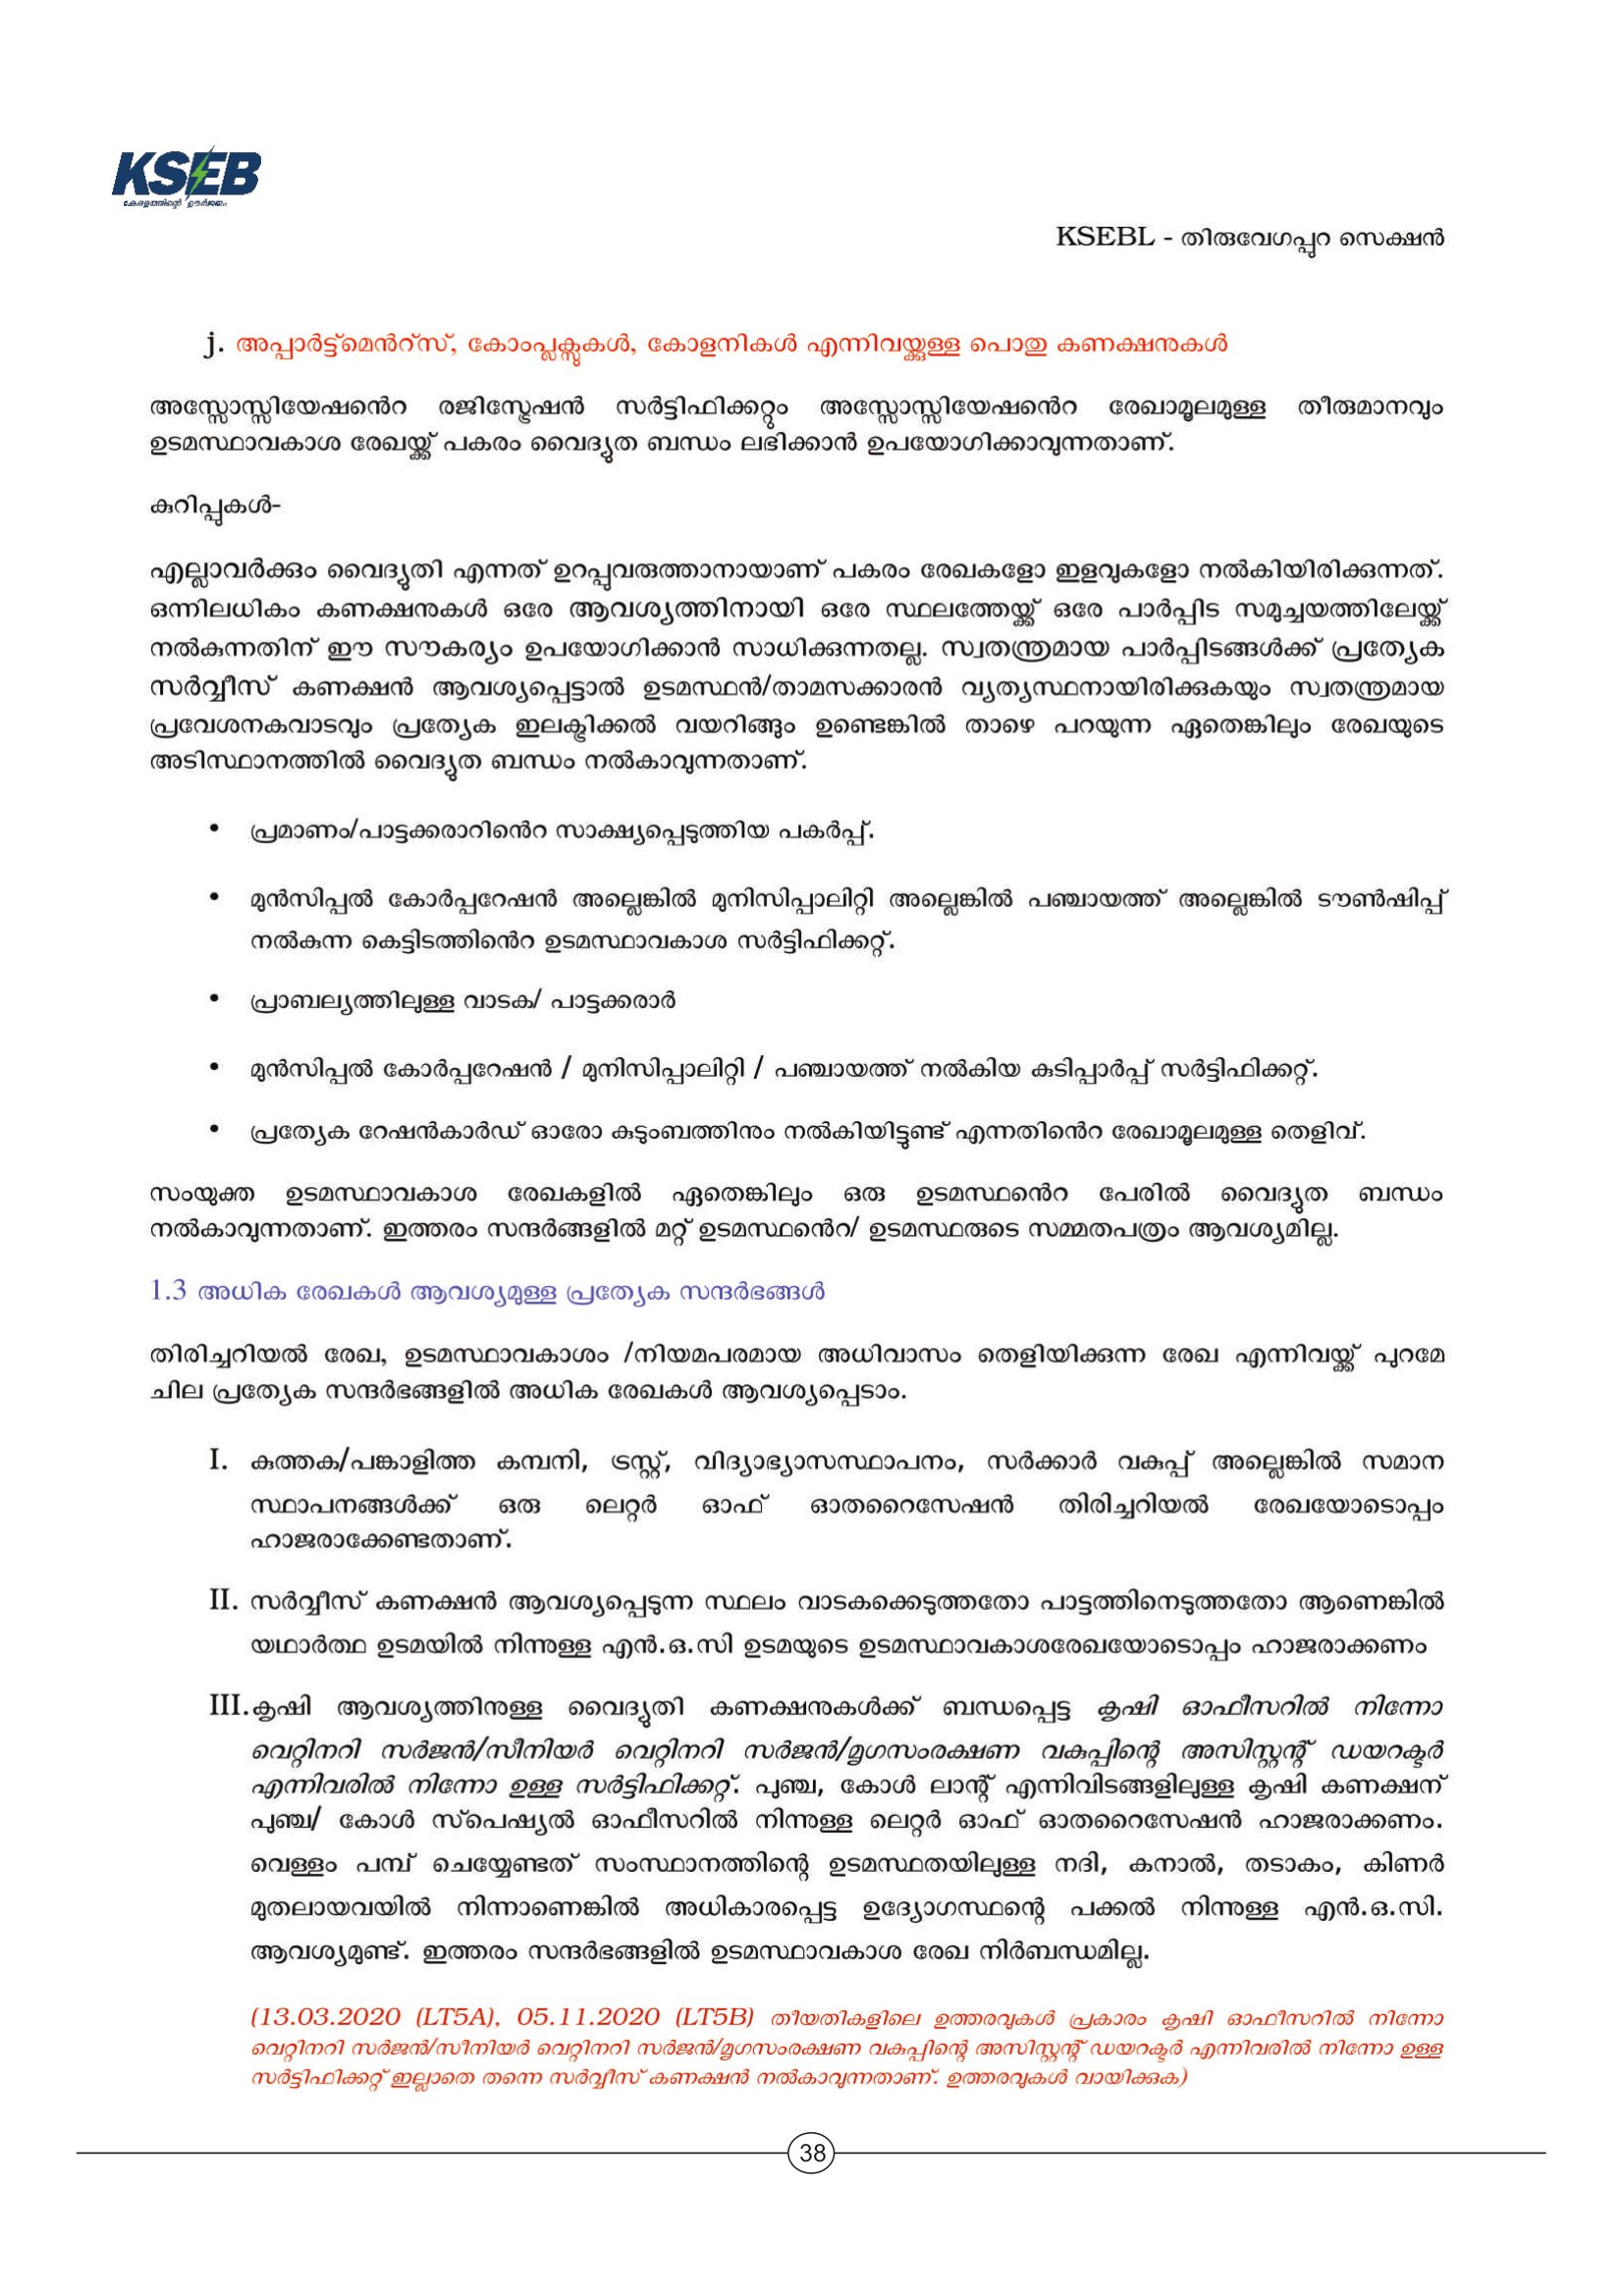 KSEB
കേരളത്തിന്റെ ഊർജ്ജം
KSEBL - തിരുവേഗപ്പുറ സെക്ഷൻ
j. അപ്പാർട്ട്മെൻറ്സ്, കോംപ്ലക്സുകൾ, കോളനികൾ എന്നിവയ്ക്കുള്ള പൊതു കണക്ഷനുകൾ
അസ്സോസ്സിയേഷൻെറ രജിസ്ട്രേഷൻ സർട്ടിഫിക്കറ്റും അസ്സോസ്സിയേഷൻെറ രേഖാമൂലമുള്ള തീരുമാനവും
ഉടമസ്ഥാവകാശ രേഖയ്ക്ക് പകരം വൈദ്യുത ബന്ധം ലഭിക്കാൻ ഉപയോഗിക്കാവുന്നതാണ്.
കുറിപ്പുകൾ-
എല്ലാവർക്കും വൈദ്യുതി എന്നത് ഉറപ്പുവരുത്താനായാണ് പകരം രേഖകളോ ഇളവുകളോ നൽകിയിരിക്കുന്നത്.
ഒന്നിലധികം കണക്ഷനുകൾ ഒരേ ആവശ്യത്തിനായി ഒരേ സ്ഥലത്തേയ്ക്ക് ഒരേ പാർപ്പിട സമുച്ചയത്തിലേയ്ക്ക്
നൽകുന്നതിന് ഈ സൗകര്യം ഉപയോഗിക്കാൻ സാധിക്കുന്നതല്ല. സ്വതന്ത്രമായ പാർപ്പിടങ്ങൾക്ക് പ്രത്യേക
സർവ്വീസ് കണക്ഷൻ ആവശ്യപ്പെട്ടാൽ ഉടമസ്ഥൻ/താമസക്കാരൻ വ്യത്യസ്ഥനായിരിക്കുകയും സ്വതന്ത്രമായ
പ്രവേശനകവാടവും പ്രത്യേക ഇലക്ട്രിക്കൽ വയറിങ്ങും ഉണ്ടെങ്കിൽ താഴെ പറയുന്ന ഏതെങ്കിലും രേഖയുടെ
അടിസ്ഥാനത്തിൽ വൈദ്യുത ബന്ധം നൽകാവുന്നതാണ്.
• പ്രമാണം/പാട്ടക്കരാറിൻെറ സാക്ഷ്യപ്പെടുത്തിയ പകർപ്പ്.
• മുൻസിപ്പൽ കോർപ്പറേഷൻ അല്ലെങ്കിൽ മുനിസിപ്പാലിറ്റി അല്ലെങ്കിൽ പഞ്ചായത്ത് അല്ലെങ്കിൽ ടൗൺഷിപ്പ്
നൽകുന്ന കെട്ടിടത്തിൻെറ ഉടമസ്ഥാവകാശ സർട്ടിഫിക്കറ്റ്.
• പ്രാബല്യത്തിലുള്ള വാടക/ പാട്ടക്കരാർ
• മുൻസിപ്പൽ കോർപ്പറേഷൻ / മുനിസിപ്പാലിറ്റി / പഞ്ചായത്ത് നൽകിയ കുടിപ്പാർപ്പ് സർട്ടിഫിക്കറ്റ്.
• പ്രത്യേക റേഷൻകാർഡ് ഓരോ കുടുംബത്തിനും നൽകിയിട്ടുണ്ട് എന്നതിൻെറ രേഖാമൂലമുള്ള തെളിവ്.
സംയുക്ത ഉടമസ്ഥാവകാശ രേഖകളിൽ ഏതെങ്കിലും ഒരു ഉടമസ്ഥൻെറ പേരിൽ വൈദ്യുത ബന്ധം
നൽകാവുന്നതാണ്. ഇത്തരം സന്ദർങ്ങളിൽ മറ്റ് ഉടമസ്ഥൻെറ/ ഉടമസ്ഥരുടെ സമ്മതപത്രം ആവശ്യമില്ല.
1.3 അധിക രേഖകൾ ആവശ്യമുള്ള പ്രത്യേക സന്ദർഭങ്ങൾ
തിരിച്ചറിയൽ രേഖ, ഉടമസ്ഥാവകാശം /നിയമപരമായ അധിവാസം തെളിയിക്കുന്ന രേഖ എന്നിവയ്ക്ക് പുറമേ
ചില പ്രത്യേക സന്ദർഭങ്ങളിൽ അധിക രേഖകൾ ആവശ്യപ്പെടാം.
I. കുത്തക/പങ്കാളിത്ത കമ്പനി, ട്രസ്റ്റ്, വിദ്യാഭ്യാസസ്ഥാപനം, സർക്കാർ വകുപ്പ് അല്ലെങ്കിൽ സമാന
സ്ഥാപനങ്ങൾക്ക് ഒരു ലെറ്റർ ഓഫ് ഓതറൈസേഷൻ തിരിച്ചറിയൽ രേഖയോടൊപ്പം
ഹാജരാക്കേണ്ടതാണ്.
II. സർവ്വീസ് കണക്ഷൻ ആവശ്യപ്പെടുന്ന സ്ഥലം വാടകക്കെടുത്തതോ പാട്ടത്തിനെടുത്തതോ ആണെങ്കിൽ
യഥാർത്ഥ ഉടമയിൽ നിന്നുള്ള എൻ.ഒ.സി ഉടമയുടെ ഉടമസ്ഥാവകാശരേഖയോടൊപ്പം ഹാജരാക്കണം
III. കൃഷി ആവശ്യത്തിനുള്ള വൈദ്യുതി കണക്ഷനുകൾക്ക് ബന്ധപ്പെട്ട കൃഷി ഓഫീസറിൽ നിന്നോ
വെറ്റിനറി സർജൻ/സീനിയർ വെറ്റിനറി സർജൻ/മൃഗസംരക്ഷണ വകുപ്പിന്റെ അസിസ്റ്റന്റ് ഡയറക്ടർ
എന്നിവരിൽ നിന്നോ ഉള്ള സർട്ടിഫിക്കറ്റ്. പുഞ്ച, കോൾ ലാന്റ് എന്നിവിടങ്ങളിലുള്ള കൃഷി കണക്ഷന്
പുഞ്ച/ കോൾ സ്പെഷ്യൽ ഓഫീസറിൽ നിന്നുള്ള ലെറ്റർ ഓഫ് ഓതറൈസേഷൻ ഹാജരാക്കണം.
വെള്ളം പമ്പ് ചെയ്യേണ്ടത് സംസ്ഥാനത്തിന്റെ ഉടമസ്ഥതയിലുള്ള നദി, കനാൽ, തടാകം, കിണർ
മുതലായവയിൽ നിന്നാണെങ്കിൽ അധികാരപ്പെട്ട ഉദ്യോഗസ്ഥന്റെ പക്കൽ നിന്നുള്ള എൻ.ഒ.സി.
ആവശ്യമുണ്ട്. ഇത്തരം സന്ദർഭങ്ങളിൽ ഉടമസ്ഥാവകാശ രേഖ നിർബന്ധമില്ല.
(13.03.2020 (LT5A), 05.11.2020 (LT5B) തീയതികളിലെ ഉത്തരവുകൾ പ്രകാരം കൃഷി ഓഫീസറിൽ നിന്നോ
വെറ്റിനറി സർജൻ/സീനിയർ വെറ്റിനറി സർജൻ/മൃഗസംരക്ഷണ വകുപ്പിന്റെ അസിസ്റ്റന്റ് ഡയറക്ടർ എന്നിവരിൽ നിന്നോ ഉള്ള
സർട്ടിഫിക്കറ്റ് ഇല്ലാതെ തന്നെ സർവ്വീസ് കണക്ഷൻ നൽകാവുന്നതാണ്. ഉത്തരവുകൾ വായിക്കുക)
38